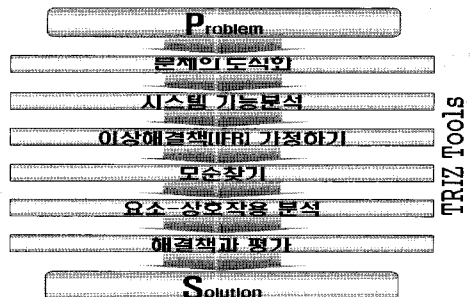 Problem
문제의 도식화
시스템 기능분석
이상해결책(IFR) 가정하기
모순찾기
요소-상호작용 분석
해결책과 평가
Solution
TRIZ Tools